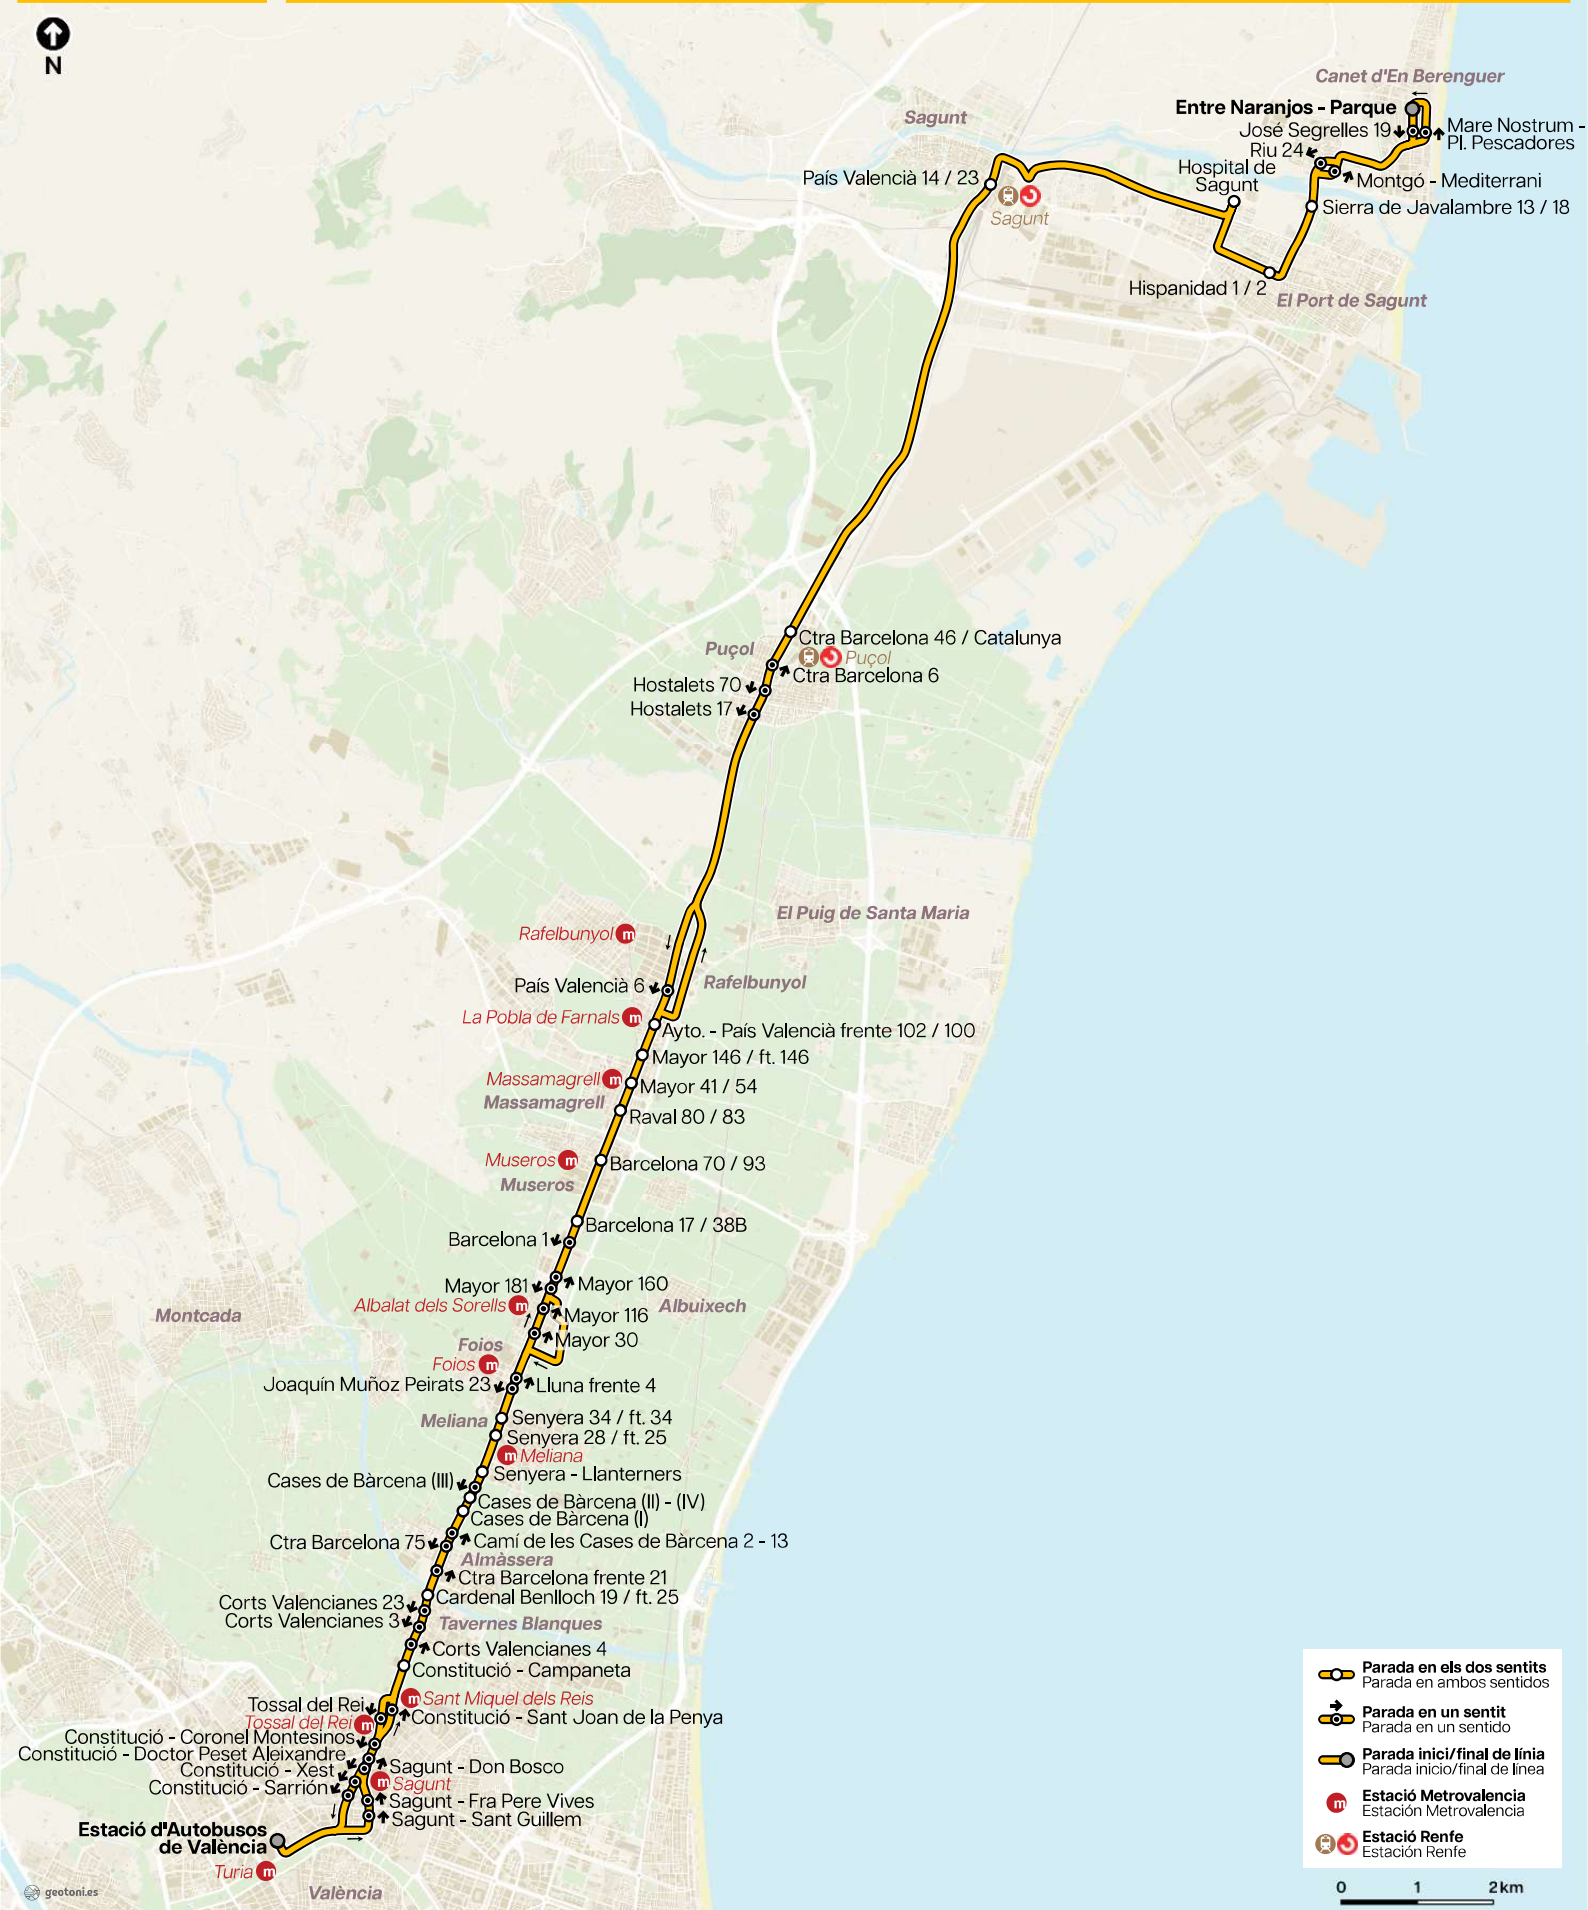 N
Canet d'En Berenguer
Entre Naranjos - Parque
José Segrelles 19
Mare Nostrum -
Pl. Pescadores
Riu 24
Hospital de
Sagunt
Montgó - Mediterrani
Sierra de Javalambre 13 / 18
Sagunt
País Valencià 14 / 23
Sagunt
Hispanidad 1 / 2
El Port de Sagunt
Ctra Barcelona 46 / Catalunya
Puçol
Puçol
Ctra Barcelona 6
Hostalets 70
Hostalets 17
El Puig de Santa Maria
Rafelbunyol m
País Valencià 6
Rafelbunyol
La Pobla de Farnals m
Ayto. - País Valencià frente 102 / 100
Mayor 146 / ft. 146
Massamagrell m
Mayor 41 / 54
Massamagrell
Raval 80 / 83
Museros m
Barcelona 70 / 93
Museros
Barcelona 17 / 38B
Barcelona 1
Mayor 181
Mayor 160
Albalat dels Sorells m
Albuixech
Montcada
Mayor 116
Mayor 30
Foios
Foios m
Joaquín Muñoz Peirats 23
Lluna frente 4
Meliana
Senyera 34 / ft. 34
Senyera 28 / ft. 25
m Meliana
Senyera - Llanterners
Cases de Bàrcena (III)
Cases de Bàrcena (II) - (IV)
Cases de Bàrcena (I)
Ctra Barcelona 75
Camí de les Cases de Bàrcena 2 - 13
Almàssera
Ctra Barcelona frente 21
Cardenal Benlloch 19 / ft. 25
Corts Valencianes 23
Corts Valencianes 3
Tavernes Blanques
Corts Valencianes 4
Constitució - Campaneta
Tossal del Rei
m Sant Miquel dels Reis
Tossal del Rei m
Constitució - Sant Joan de la Penya
Constitució - Coronel Montesinos
Constitució - Doctor Peset Aleixandre
Constitució - Xest
Sagunt - Don Bosco
Constitució - Sarrión
m Sagunt
Sagunt - Fra Pere Vives
Sagunt - Sant Guillem
Estació d'Autobusos
de València
Turia m
València
geotoni.es
Parada en els dos sentits
Parada en ambos sentidos
Parada en un sentit
Parada en un sentido
Parada inici/final de línia
Parada inicio/final de línea
m Estació Metrovalencia
Estación Metrovalencia
Estació Renfe
Estación Renfe
0 1 2 km